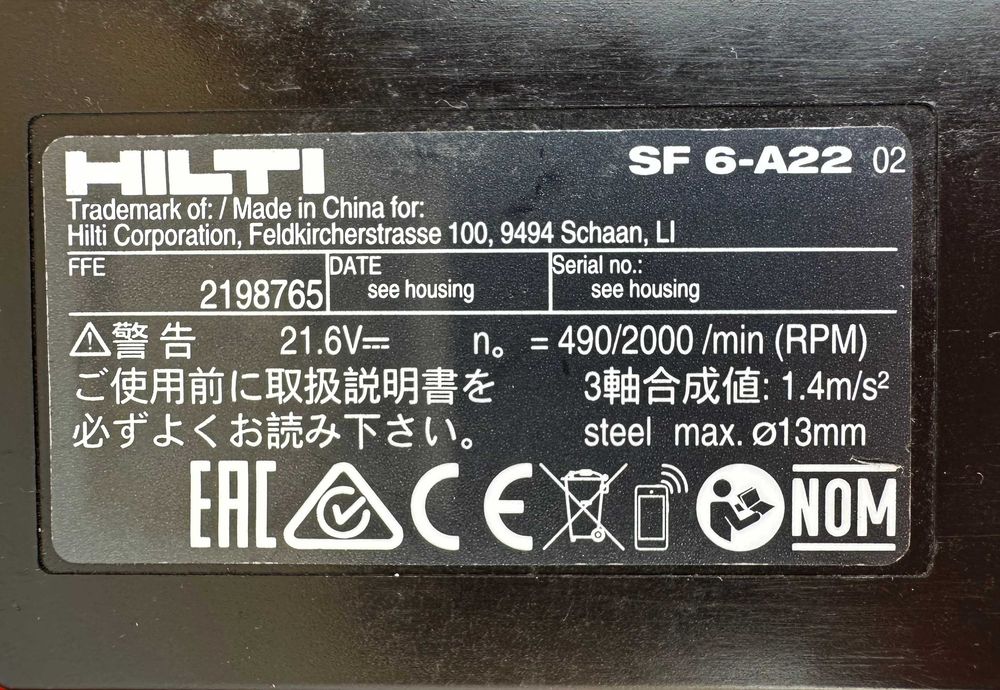 HILTI SF 6-A22 02
Trademark of: / Made in China for:
Hilti Corporation, Feldkircherstrasse 100, 9494 Schaan, LI
FFE DATE Serial no.:
2198765 see housing see housing
⚠警告 21.6V⎓ n₀ = 490/2000 /min (RPM)
ご使用前に取扱説明書を 3軸合成値: 1.4m/s²
必ずよくお読み下さい。 steel max. ø13mm
EAC CE NOM